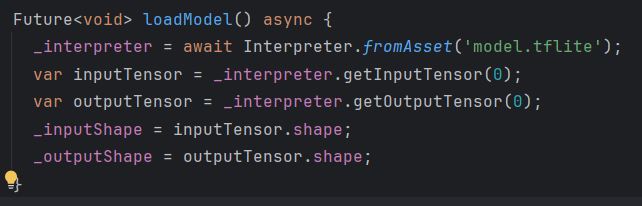 Future<void> loadModel() async {
  _interpreter = await Interpreter.fromAsset('model.tflite');
  var inputTensor = _interpreter.getInputTensor(0);
  var outputTensor = _interpreter.getOutputTensor(0);
  _inputShape = inputTensor.shape;
  _outputShape = outputTensor.shape;
}